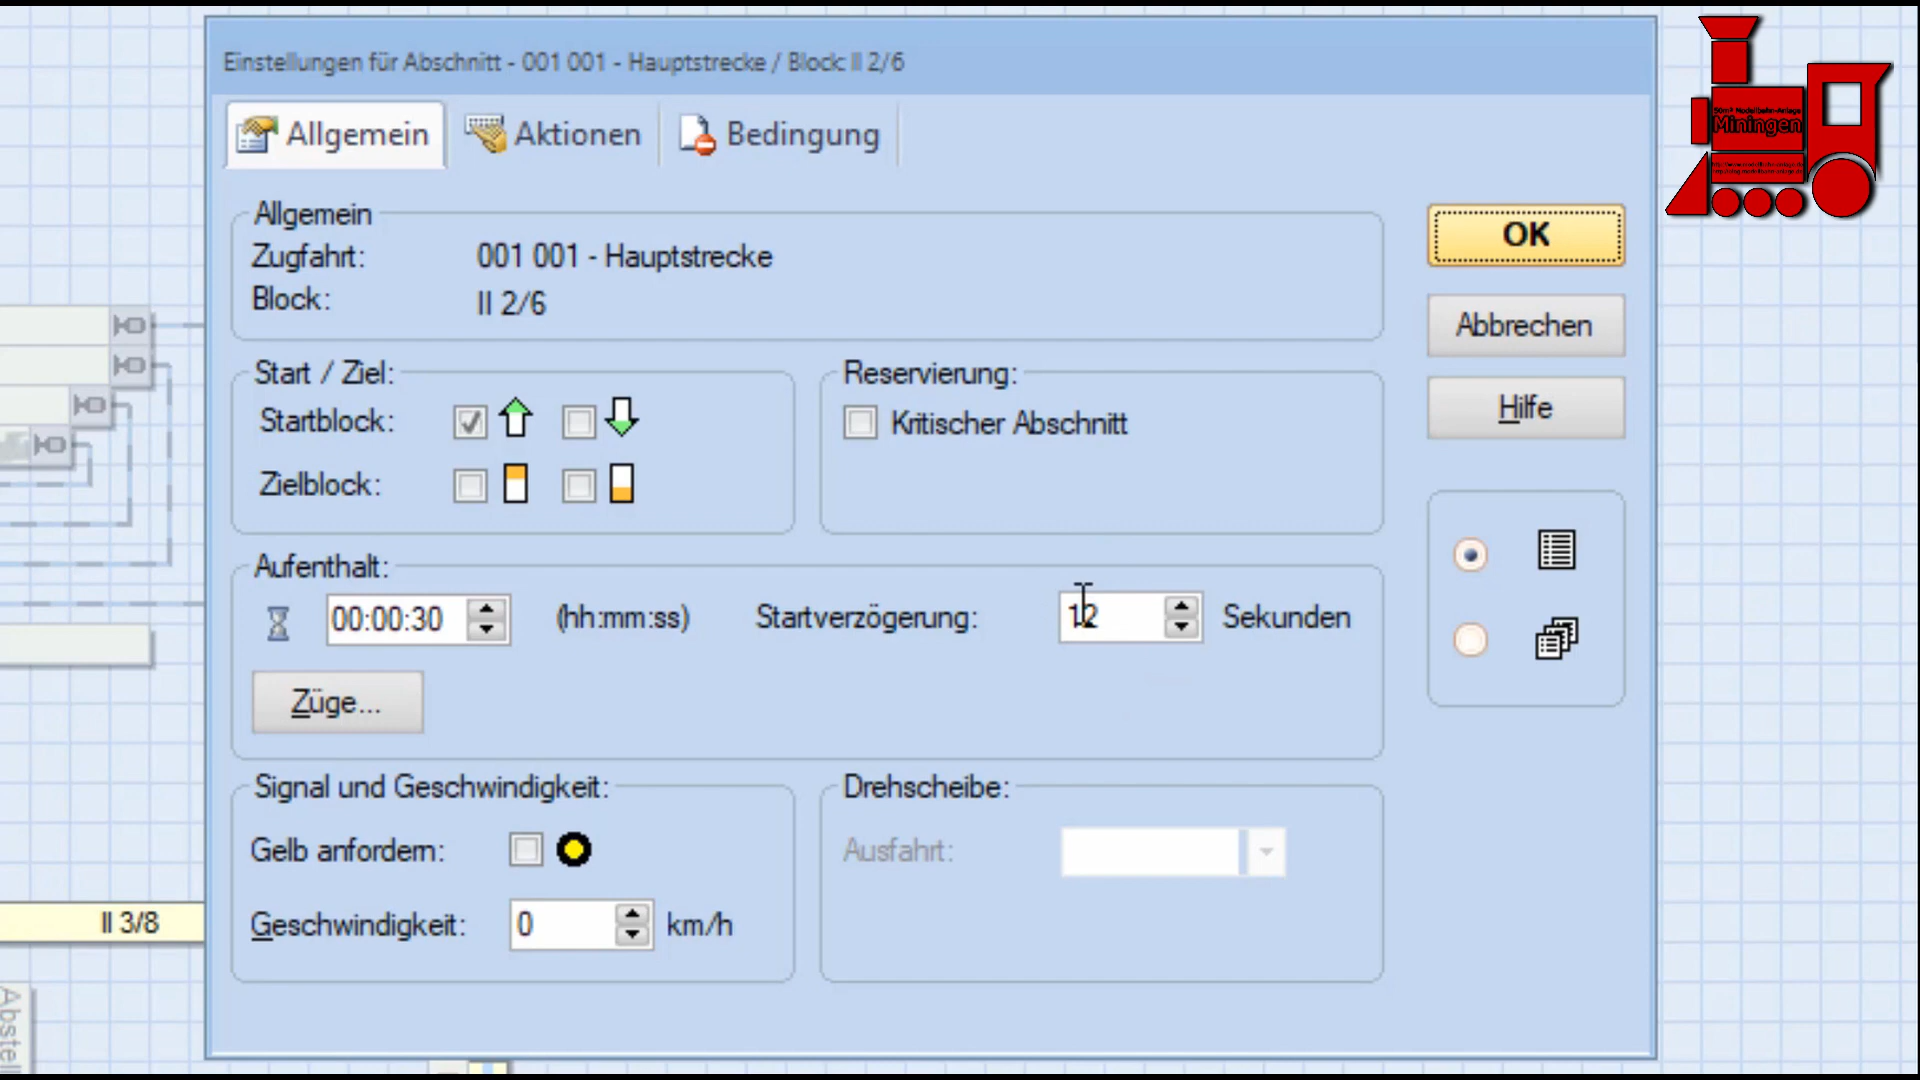 Einstellungen für Abschnitt - 001 001 - Hauptstrecke / Block: II 2/6
Allgemein
Aktionen
Bedingung
Allgemein
Zugfahrt: 001 001 - Hauptstrecke
Block: II 2/6
OK
Abbrechen
Hilfe
Start / Ziel:
Startblock:
Zielblock:
Reservierung:
Kritischer Abschnitt
Aufenthalt:
00:00:30 (hh:mm:ss) Startverzögerung: 12 Sekunden
Züge...
Signal und Geschwindigkeit:
Gelb anfordern:
Geschwindigkeit: 0 km/h
Drehscheibe:
Ausfahrt:
II 3/8
Abstell
Modellbahn-Anlage
Miningen